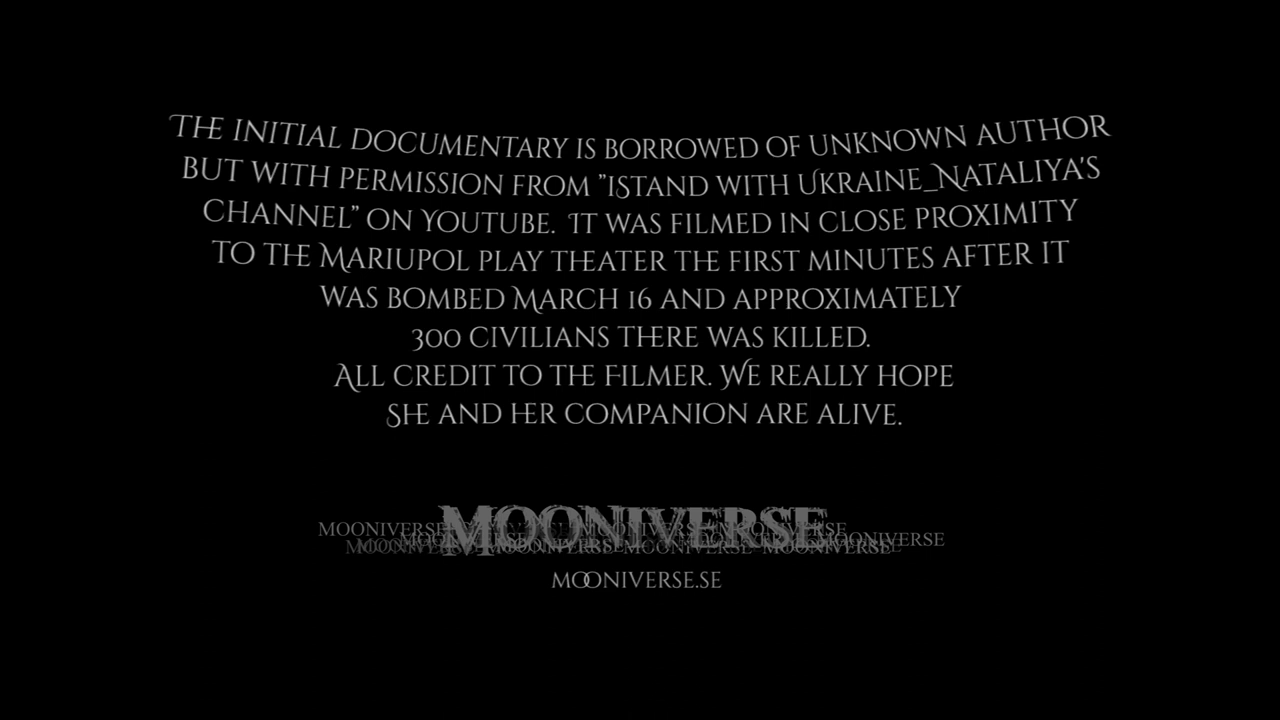 The initial documentary is borrowed of unknown author
but with permission from ”IStand with Ukraine_Nataliya's
Channel” on Youtube. It was filmed in close proximity
to the Mariupol play theater the first minutes after it
was bombed March 16 and approximately
300 civilians there was killed.
All credit to the Filmer. We really hope
She and her companion are alive.
MOONIVERSE
MOONIVERSE.SE